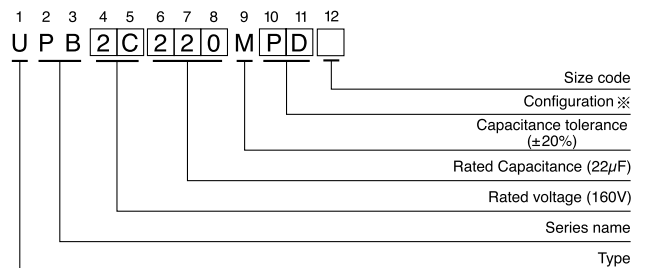 1 2 3 4 5 6 7 8 9 10 11 12
U P B 2 C 2 2 0 M P D
Size code
Configuration ※
Capacitance tolerance
(±20%)
Rated Capacitance (22µF)
Rated voltage (160V)
Series name
Type